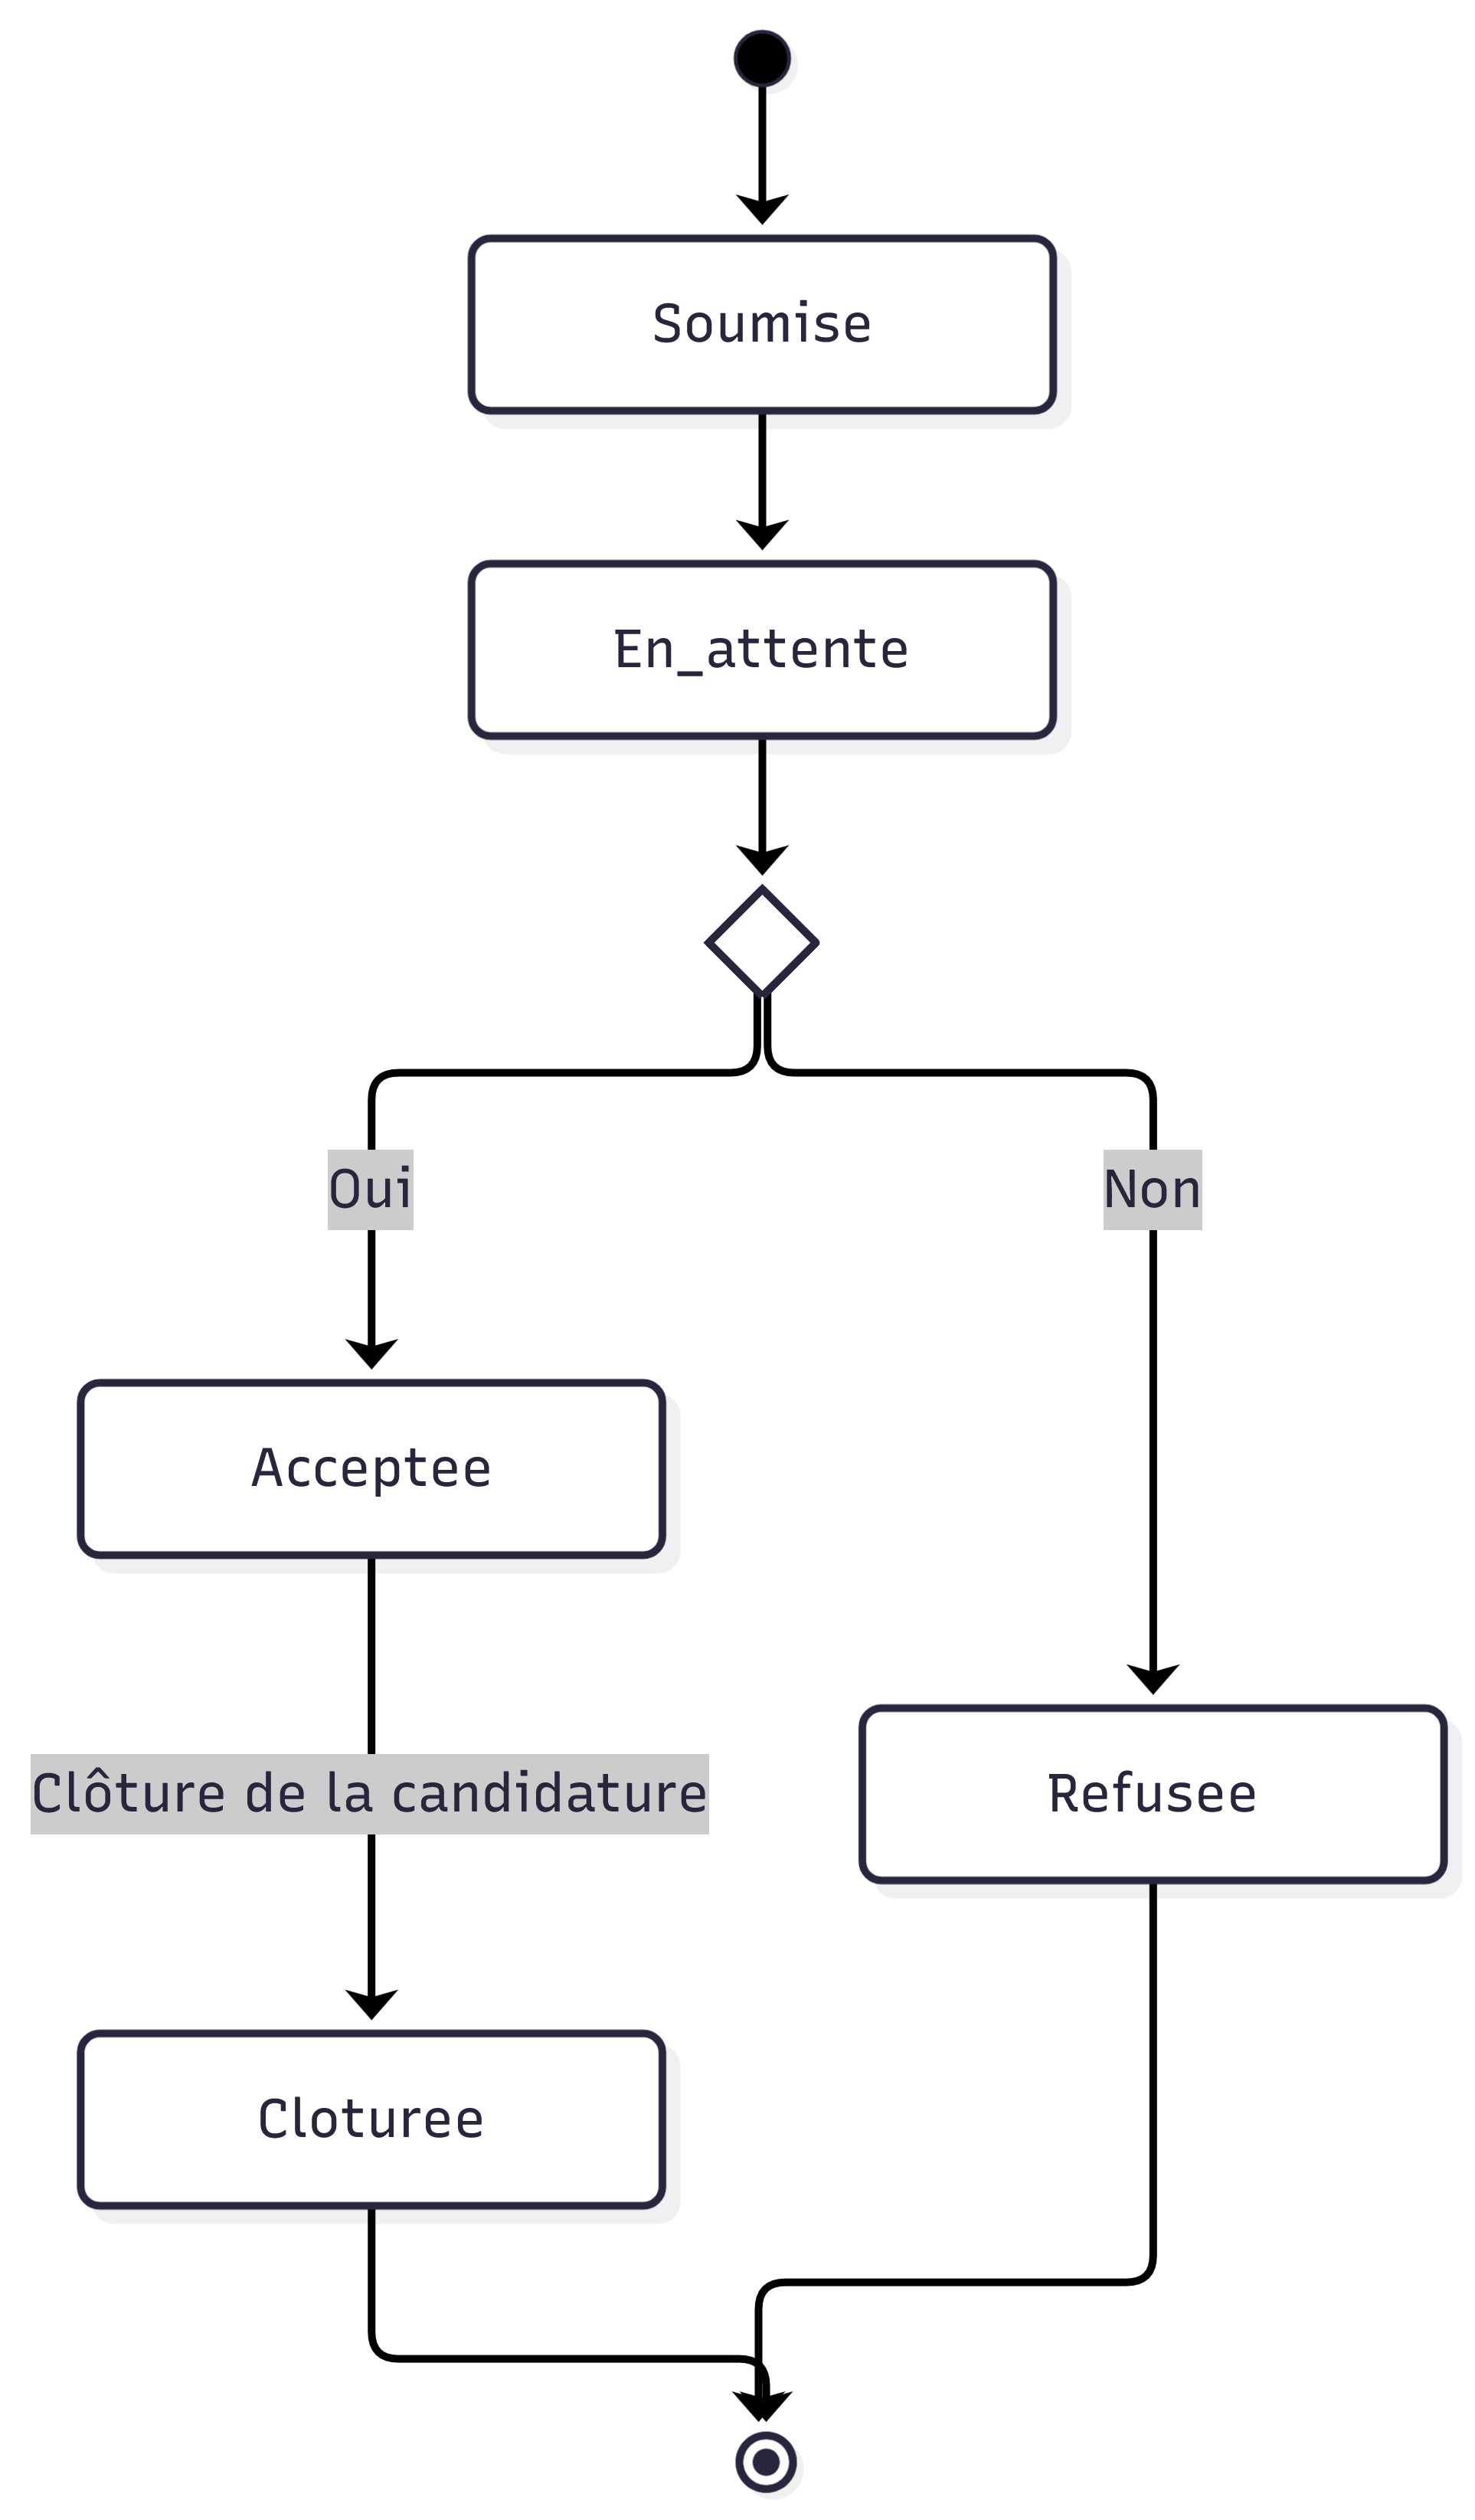 Soumise
En_attente
Oui
Non
Acceptee
Clôture de la candidature
Refusee
Cloturee